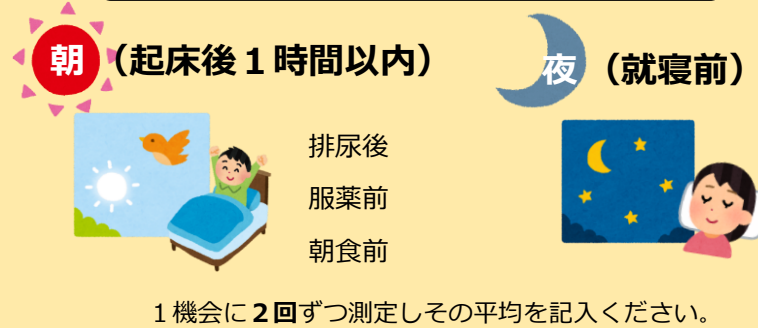 朝（起床後１時間以内）
夜（就寝前）
排尿後
服薬前
朝食前
１機会に２回ずつ測定しその平均を記入ください。